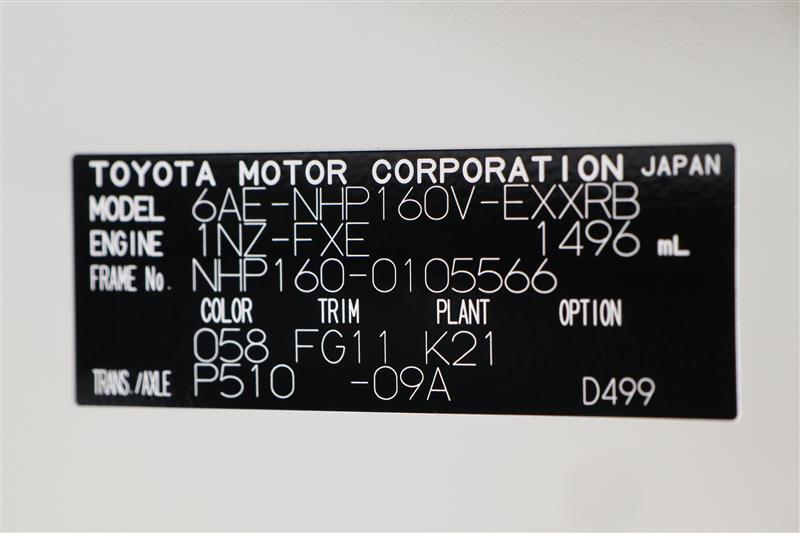 TOYOTA MOTOR CORPORATION JAPAN
MODEL 6AE-NHP160V-EXXRB
ENGINE 1NZ-FXE 1496 mL
FRAME No. NHP160-0105566
COLOR TRIM PLANT OPTION
058 FG11 K21
TRANS./AXLE P510 -09A D499